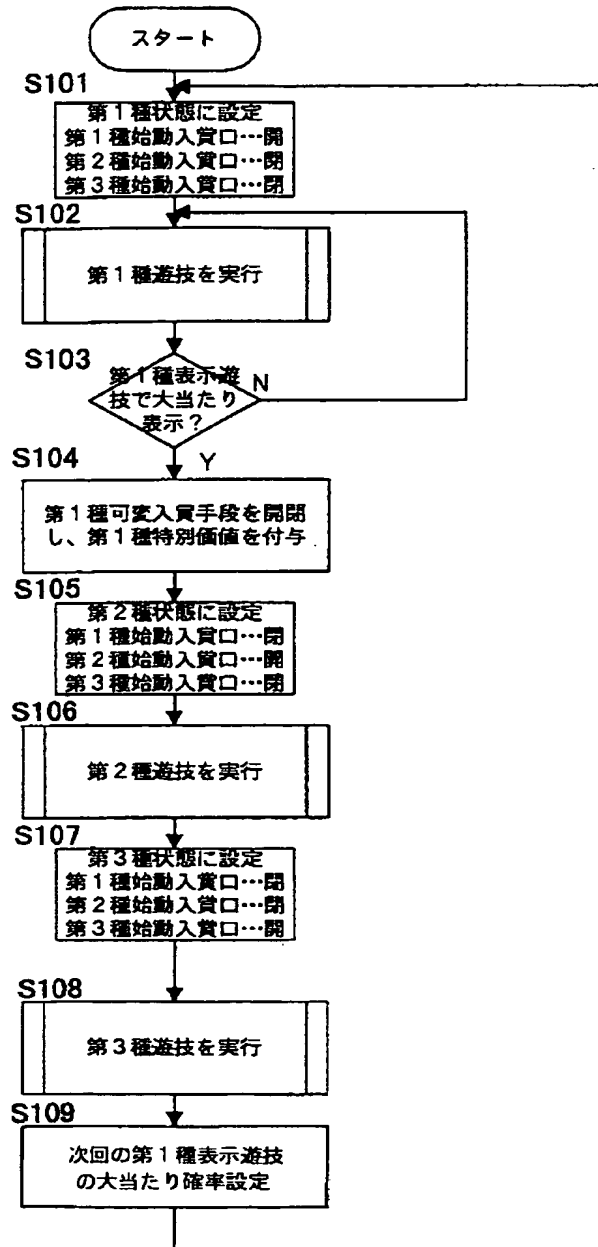 スタート
S101
第1種状態に設定
第1種始動入賞口…開
第2種始動入賞口…閉
第3種始動入賞口…閉
S102
第1種遊技を実行
S103
第1種表示遊
技で大当たり
表示?
N
Y
S104
第1種可変入賞手段を開閉
し、第1種特別価値を付与
S105
第2種状態に設定
第1種始動入賞口…閉
第2種始動入賞口…開
第3種始動入賞口…閉
S106
第2種遊技を実行
S107
第3種状態に設定
第1種始動入賞口…閉
第2種始動入賞口…閉
第3種始動入賞口…開
S108
第3種遊技を実行
S109
次回の第1種表示遊技
の大当たり確率設定